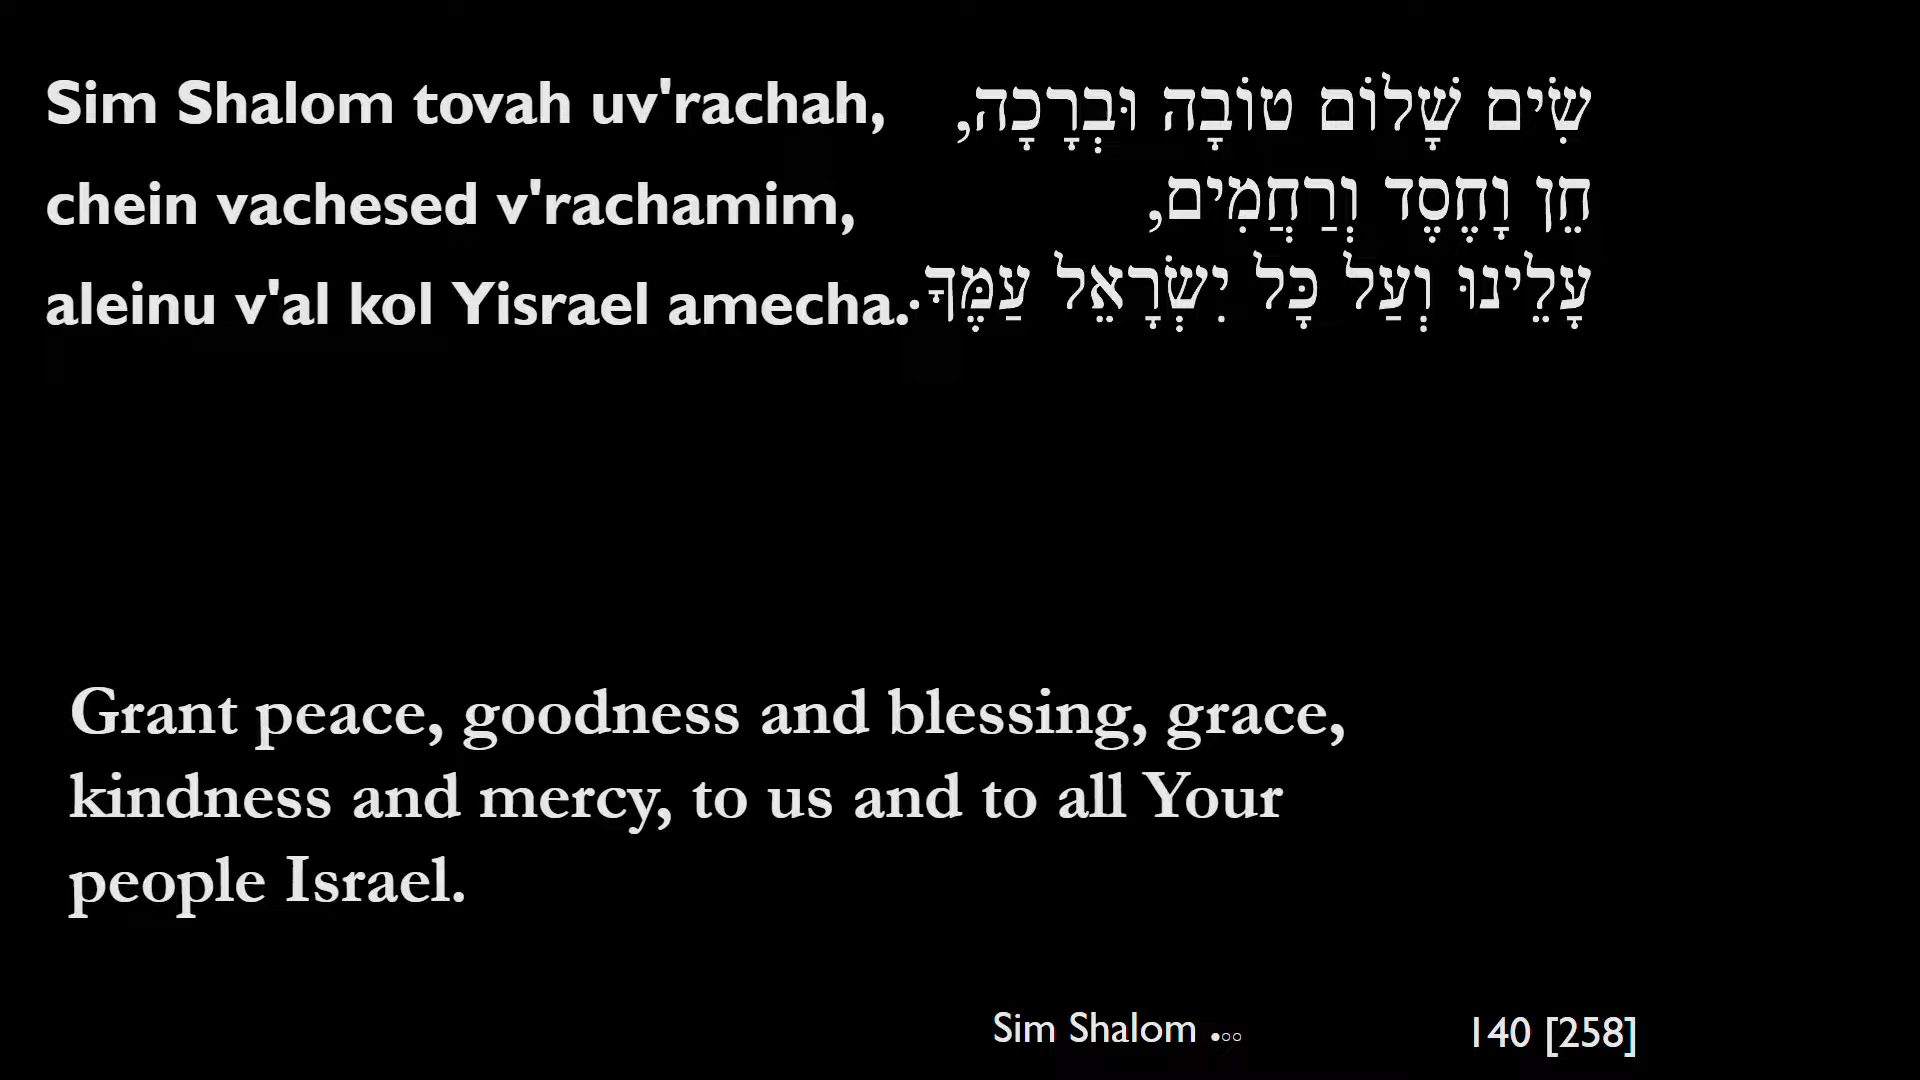 Sim Shalom tovah uv'rachah,
chein vachesed v'rachamim,
aleinu v'al kol Yisrael amecha.
שִׂים שָׁלוֹם טוֹבָה וּבְרָכָה,
חֵן וָחֶסֶד וְרַחֲמִים,
עָלֵינוּ וְעַל כָּל יִשְׂרָאֵל עַמֶּךָ.
Grant peace, goodness and blessing, grace,
kindness and mercy, to us and to all Your
people Israel.
Sim Shalom ●○○
140 [258]